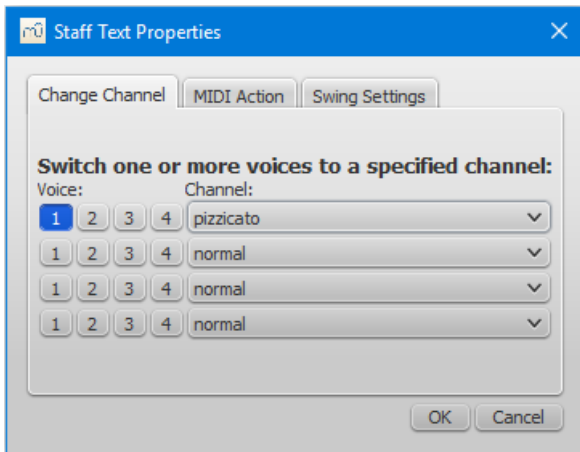 mū Staff Text Properties
Change Channel MIDI Action Swing Settings
Switch one or more voices to a specified channel:
Voice: Channel:
1 2 3 4 pizzicato
1 2 3 4 normal
1 2 3 4 normal
1 2 3 4 normal
OK Cancel